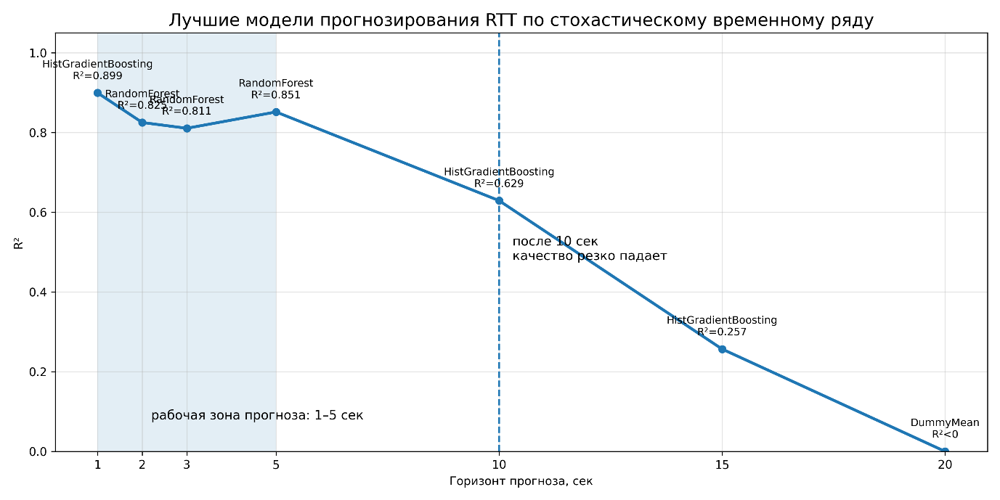 Лучшие модели прогнозирования RTT по стохастическому временному ряду
1.0
0.8
0.6
0.4
0.2
0.0
R²
HistGradientBoosting
R²=0.899
RandomForest
R²=0.825
RandomForest
R²=0.811
RandomForest
R²=0.851
HistGradientBoosting
R²=0.629
после 10 сек
качество резко падает
HistGradientBoosting
R²=0.257
DummyMean
R²<0
рабочая зона прогноза: 1–5 сек
1
2
3
5
10
15
20
Горизонт прогноза, сек